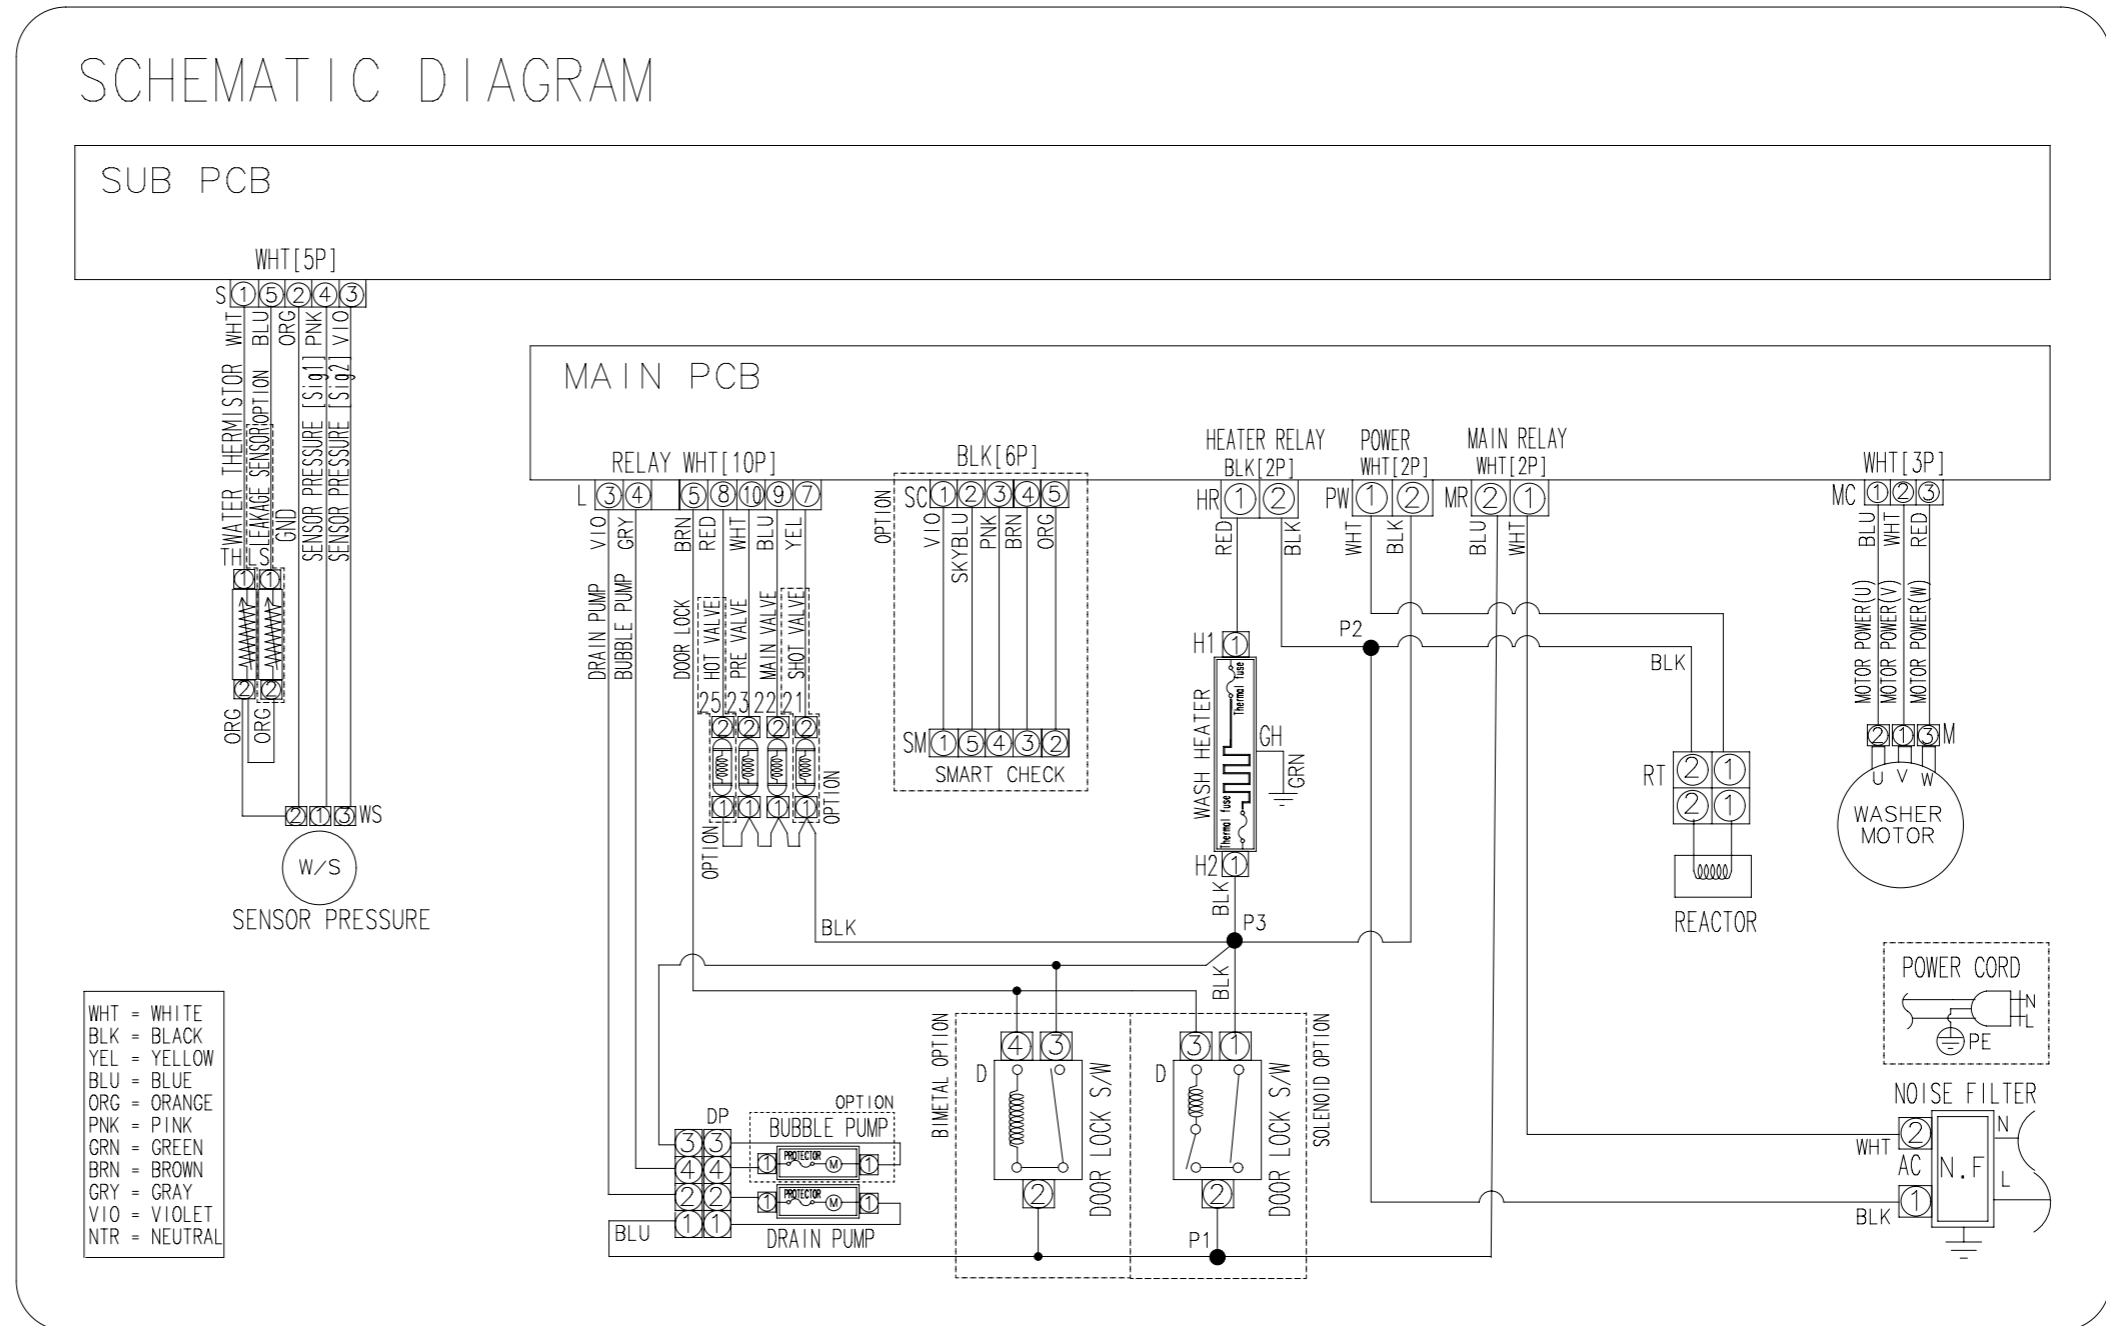 SCHEMATIC DIAGRAM
SUB PCB
WHT[5P]
S 1 5 2 4 3
WHT BLU ORG PNK VIO
WATER THERMISTOR
LEAKAGE SENSOR OPTION
GND
SENSOR PRESSURE [Sig1]
SENSOR PRESSURE [Sig2]
TH LS
1 1
2 2
ORG ORG
2 1 3 WS
W/S
SENSOR PRESSURE
MAIN PCB
RELAY WHT[10P]
L 3 4 5 8 10 9 7
VIO GRY BRN RED WHT BLU YEL
DRAIN PUMP
BUBBLE PUMP
DOOR LOCK
HOT VALVE
PRE VALVE
MAIN VALVE
SHOT VALVE
25 23 22 21
2 2 2 2
1 1 1 1
OPTION
OPTION
BLK
BLK[6P]
OPTION
SC 1 2 3 4 5
VIO SKYBLU PNK BRN ORG
SM 1 5 4 3 2
SMART CHECK
HEATER RELAY
BLK[2P]
HR 1 2
RED BLK
POWER
WHT[2P]
PW 1 2
WHT BLK
MAIN RELAY
WHT[2P]
MR 2 1
BLU WHT
WHT[3P]
MC 1 2 3
BLU WHT RED
MOTOR POWER(U)
MOTOR POWER(V)
MOTOR POWER(W)
2 1 3 M
U V W
WASHER
MOTOR
H1 1
Thermal fuse
WASH HEATER
GH
GRN
Thermal fuse
H2 1
BLK
P3
BLK
P2
BLK
RT 2 1
2 1
REACTOR
BIMETAL OPTION
4 3
D
DOOR LOCK S/W
2
3 1
D
DOOR LOCK S/W
SOLENOID OPTION
2
P1
DP
3 3
4 4
2 2
1 1
BLU
OPTION
BUBBLE PUMP
1 PROTECTOR M 1
1 PROTECTOR M 1
DRAIN PUMP
POWER CORD
N
L
PE
NOISE FILTER
WHT 2 N
AC N.F
L
BLK 1
WHT = WHITE
BLK = BLACK
YEL = YELLOW
BLU = BLUE
ORG = ORANGE
PNK = PINK
GRN = GREEN
BRN = BROWN
GRY = GRAY
VIO = VIOLET
NTR = NEUTRAL